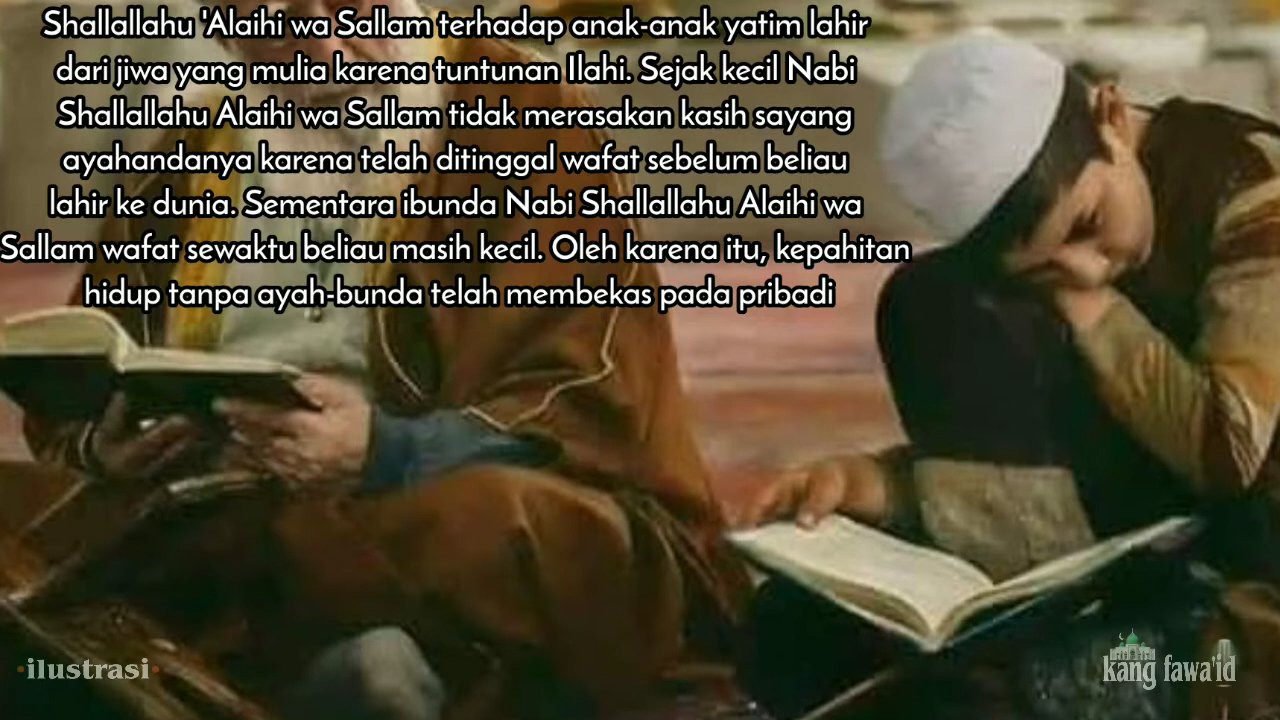 Shallallahu 'Alaihi wa Sallam terhadap anak-anak yatim lahir
dari jiwa yang mulia karena tuntunan Ilahi. Sejak kecil Nabi
Shallallahu Alaihi wa Sallam tidak merasakan kasih sayang
ayahandanya karena telah ditinggal wafat sebelum beliau
lahir ke dunia. Sementara ibunda Nabi Shallallahu Alaihi wa
Sallam wafat sewaktu beliau masih kecil. Oleh karena itu, kepahitan
hidup tanpa ayah-bunda telah membekas pada pribadi
•ilustrasi•
kang fawa'id